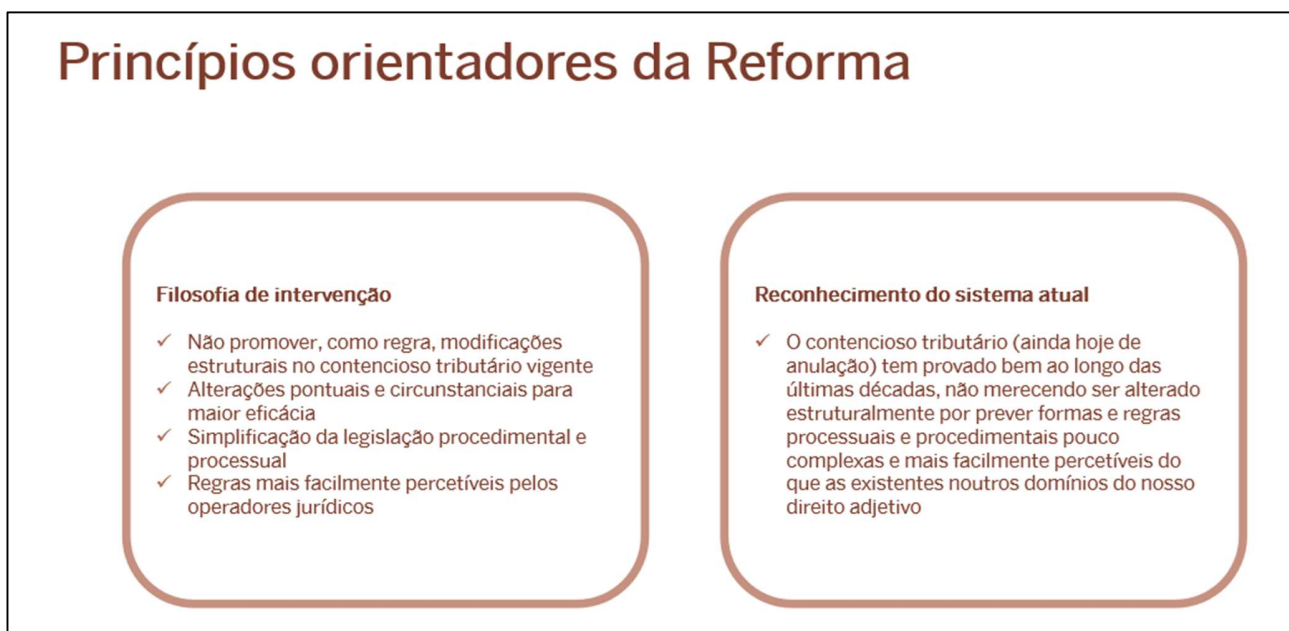 Princípios orientadores da Reforma
Filosofia de intervenção
✓ Não promover, como regra, modificações
estruturais no contencioso tributário vigente
✓ Alterações pontuais e circunstanciais para
maior eficácia
✓ Simplificação da legislação procedimental e
processual
✓ Regras mais facilmente percetíveis pelos
operadores jurídicos
Reconhecimento do sistema atual
✓ O contencioso tributário (ainda hoje de
anulação) tem provado bem ao longo das
últimas décadas, não merecendo ser alterado
estruturalmente por prever formas e regras
processuais e procedimentais pouco
complexas e mais facilmente percetíveis do
que as existentes noutros domínios do nosso
direito adjetivo